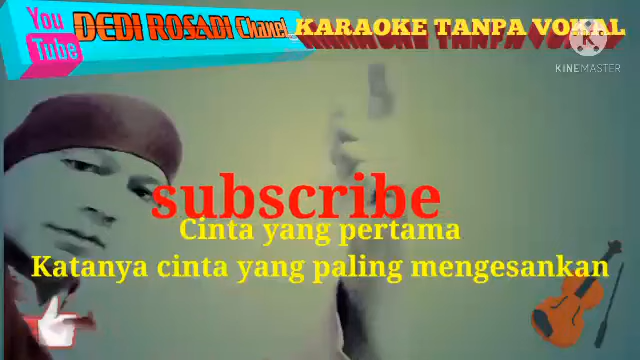 You
Tube
DEDI ROSADI Chanel
KARAOKE TANPA VOKAL
KINEMASTER
subscribe
Cinta yang pertama
Katanya cinta yang paling mengesankan